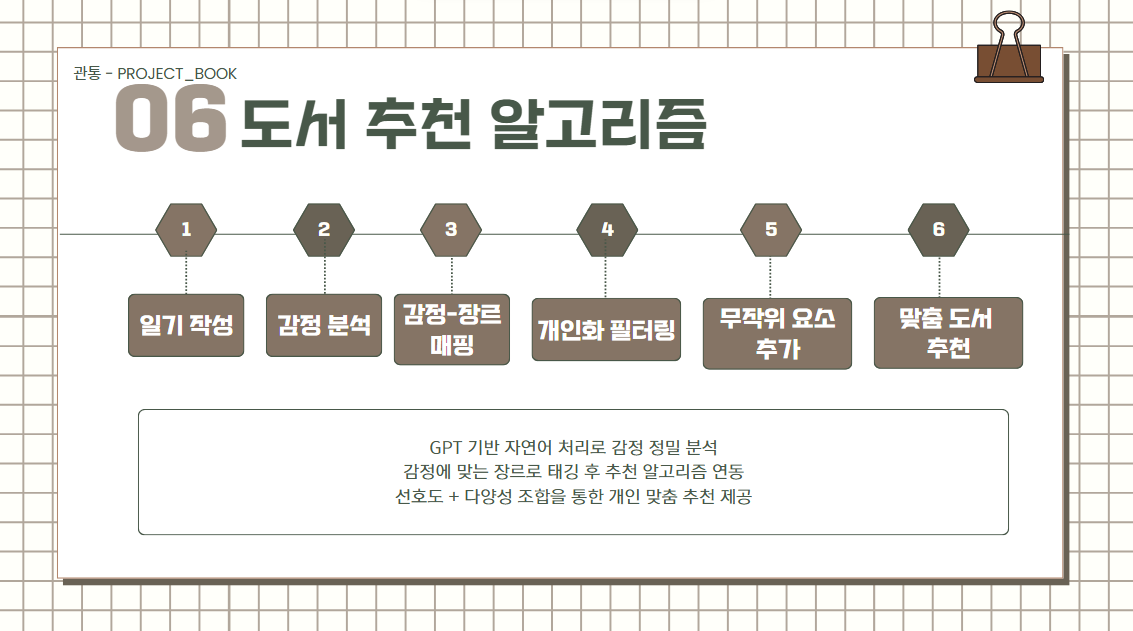 관통 - PROJECT_BOOK
06 도서 추천 알고리즘
1
2
3
4
5
6
일기 작성
감정 분석
감정-장르
매핑
개인화 필터링
무작위 요소
추가
맞춤 도서
추천
GPT 기반 자연어 처리로 감정 정밀 분석
감정에 맞는 장르로 태깅 후 추천 알고리즘 연동
선호도 + 다양성 조합을 통한 개인 맞춤 추천 제공